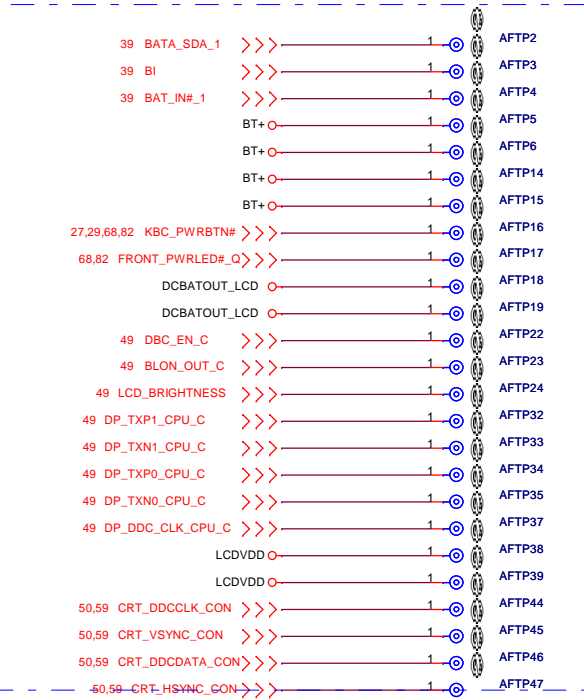 39 BATA_SDA_1 1 AFTP2
39 BI 1 AFTP3
39 BAT_IN#_1 1 AFTP4
BT+ 1 AFTP5
BT+ 1 AFTP6
BT+ 1 AFTP14
BT+ 1 AFTP15
27,29,68,82 KBC_PWRBTN# 1 AFTP16
68,82 FRONT_PWRLED#_Q 1 AFTP17
DCBATOUT_LCD 1 AFTP18
DCBATOUT_LCD 1 AFTP19
49 DBC_EN_C 1 AFTP22
49 BLON_OUT_C 1 AFTP23
49 LCD_BRIGHTNESS 1 AFTP24
49 DP_TXP1_CPU_C 1 AFTP32
49 DP_TXN1_CPU_C 1 AFTP33
49 DP_TXP0_CPU_C 1 AFTP34
49 DP_TXN0_CPU_C 1 AFTP35
49 DP_DDC_CLK_CPU_C 1 AFTP37
LCDVDD 1 AFTP38
LCDVDD 1 AFTP39
50,59 CRT_DDCCLK_CON 1 AFTP44
50,59 CRT_VSYNC_CON 1 AFTP45
50,59 CRT_DDCDATA_CON 1 AFTP46
50,59 CRT_HSYNC_CON 1 AFTP47